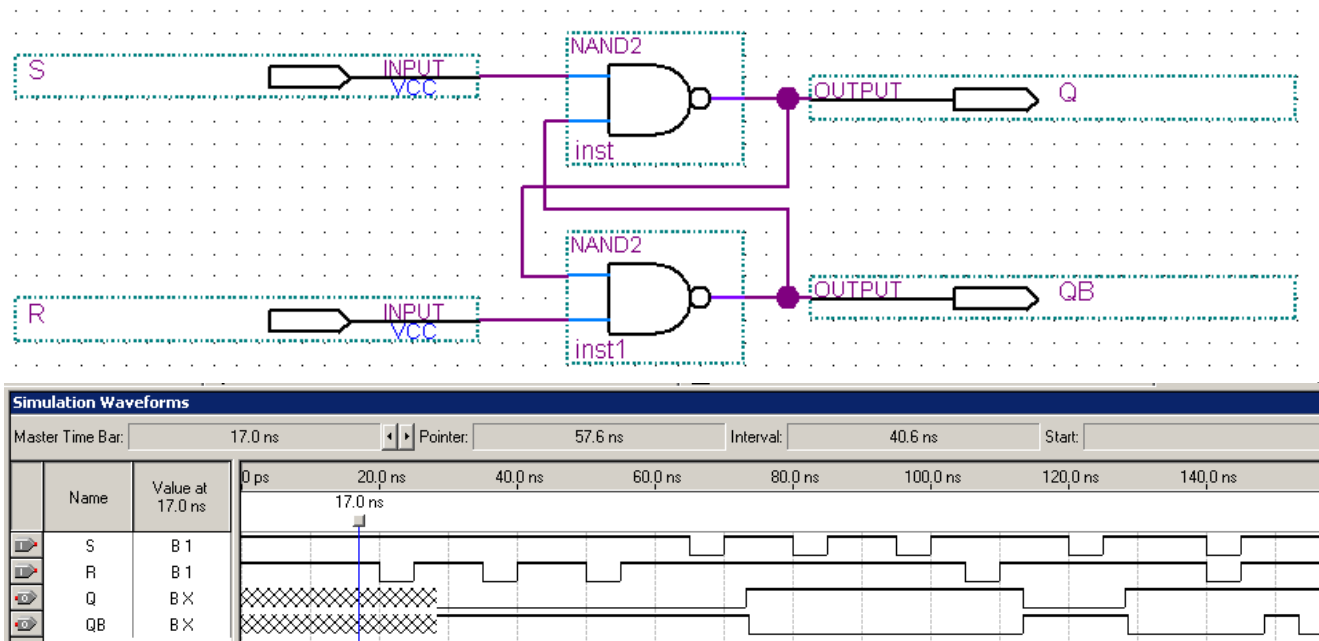 NAND2
S INPUT VCC OUTPUT Q
inst
NAND2
R INPUT VCC OUTPUT QB
inst1
Simulation Waveforms
Master Time Bar: 17.0 ns Pointer: 57.6 ns Interval: 40.6 ns Start:
Name Value at 17.0 ns
0 ps 20.0 ns 40.0 ns 60.0 ns 80.0 ns 100.0 ns 120.0 ns 140.0 ns
17.0 ns
S B 1
R B 1
Q B X
QB B X